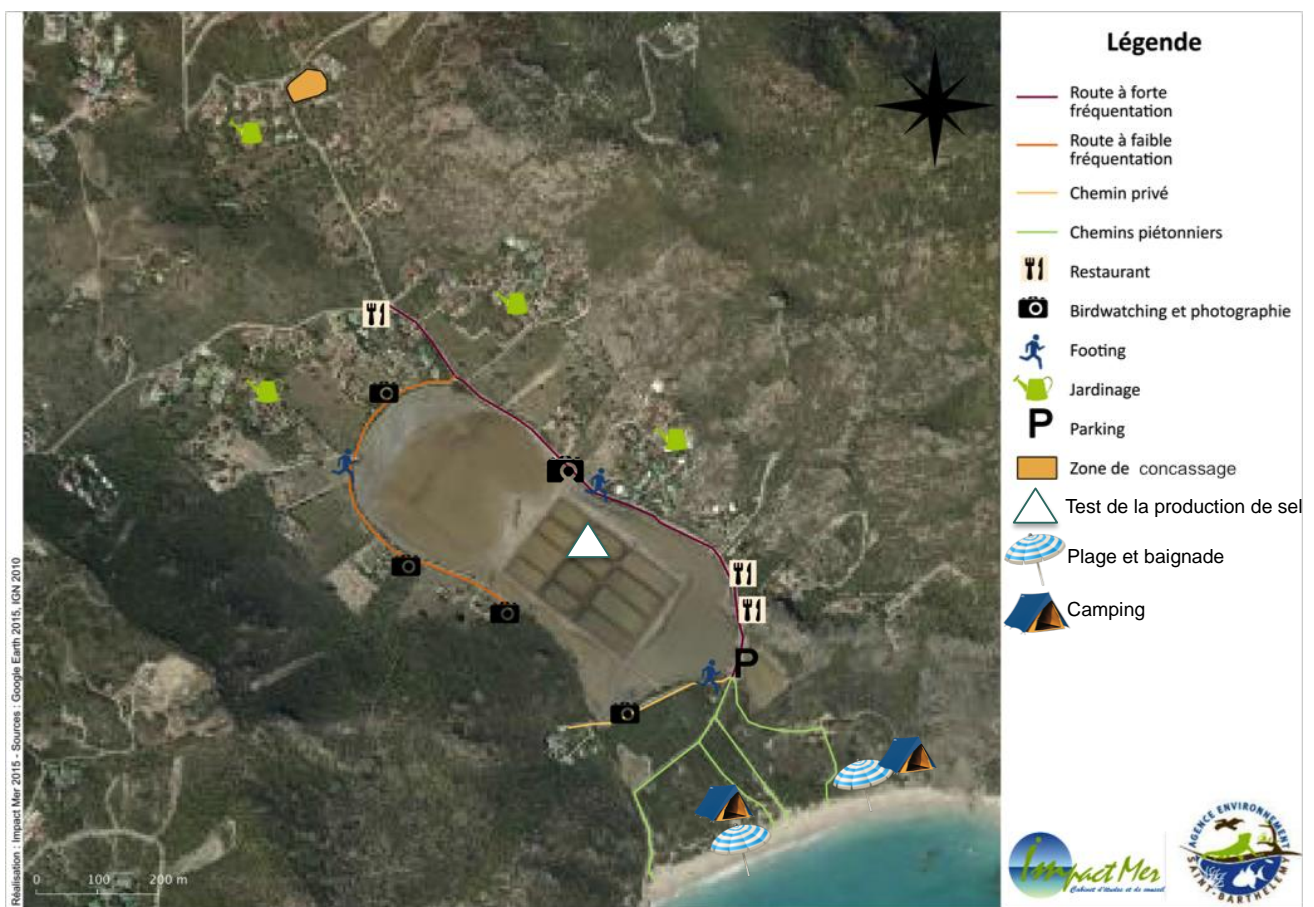 Légende
Route à forte
fréquentation
Route à faible
fréquentation
Chemin privé
Chemins piétonniers
Restaurant
Birdwatching et photographie
Footing
Jardinage
P
Parking
Zone de concassage
Test de la production de sel
Plage et baignade
Camping
P
0 100 200 m
Réalisation : Impact Mer 2015 - Sources : Google Earth 2015, IGN 2010
Impact Mer
Cabinet d'études et de conseil
AGENCE ENVIRONNEMENT
SAINT-BARTHELEMY